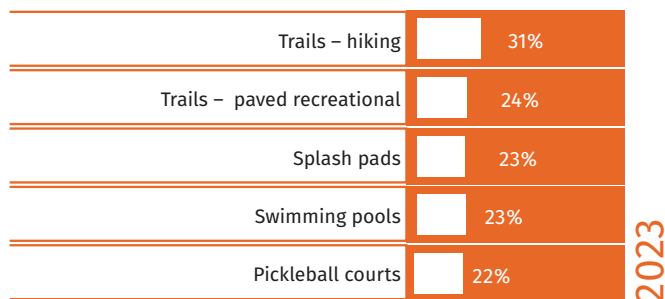 Trails – hiking 31%
Trails – paved recreational 24%
Splash pads 23%
Swimming pools 23%
Pickleball courts 22%
2023